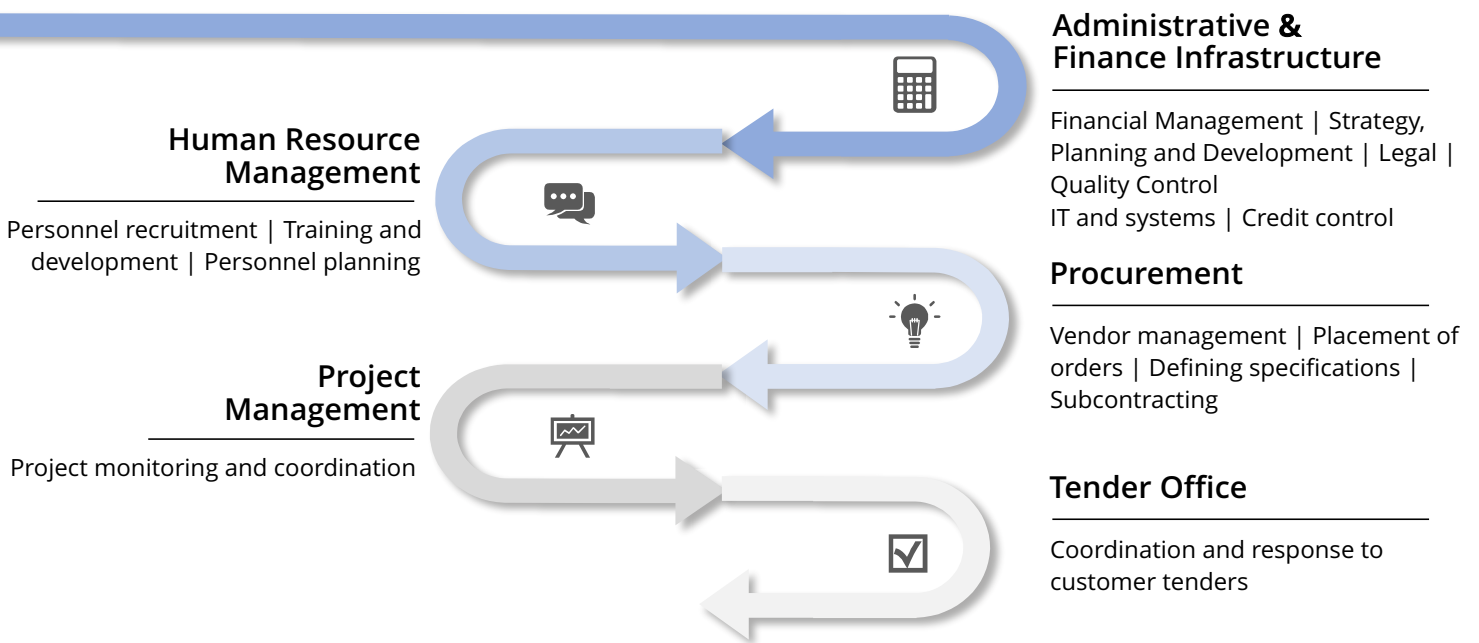 Administrative &
Finance Infrastructure
Financial Management | Strategy,
Planning and Development | Legal |
Quality Control
IT and systems | Credit control
Human Resource
Management
Personnel recruitment | Training and
development | Personnel planning
Procurement
Vendor management | Placement of
orders | Defining specifications |
Subcontracting
Project
Management
Project monitoring and coordination
Tender Office
Coordination and response to
customer tenders